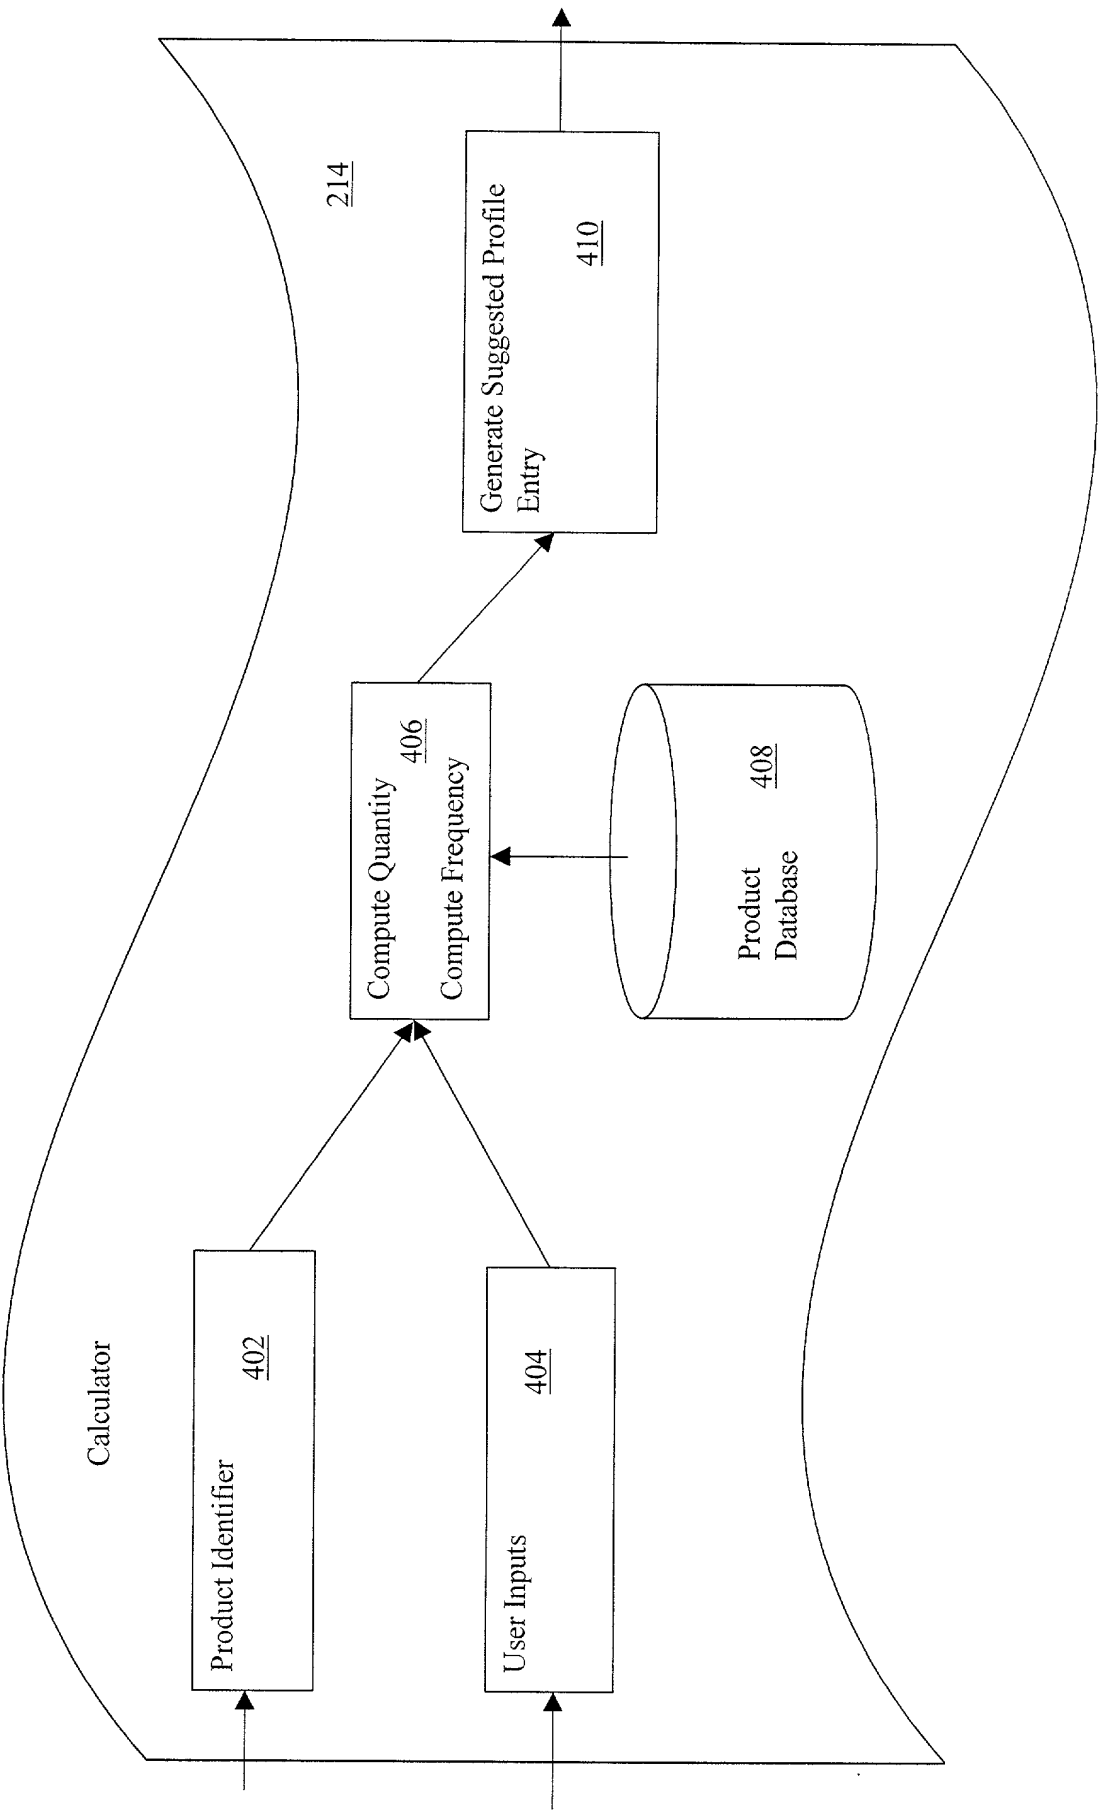 Calculator
214
Product Identifier
402
User Inputs
404
Compute Quantity
406
Compute Frequency
Product
Database
408
Generate Suggested Profile
Entry
410